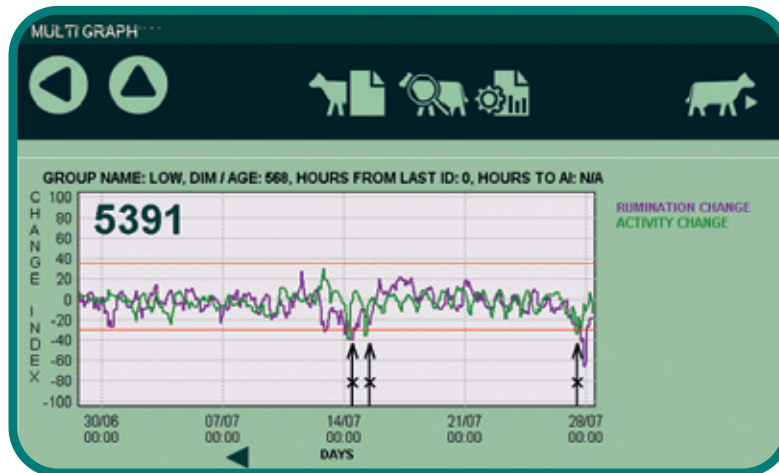 MULTI GRAPH
GROUP NAME: LOW, DIM / AGE: 568, HOURS FROM LAST ID: 0, HOURS TO AI: N/A
CHANGE INDEX
5391
RUMINATION CHANGE
ACTIVITY CHANGE
100
80
60
40
20
0
-20
-40
-60
-80
-100
30/06 07/07 14/07 21/07 28/07
00:00 00:00 00:00 00:00 00:00
DAYS